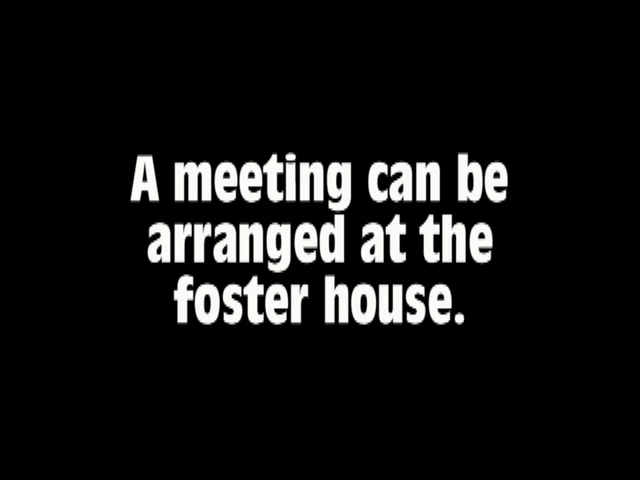 A meeting can be
arranged at the
foster house.